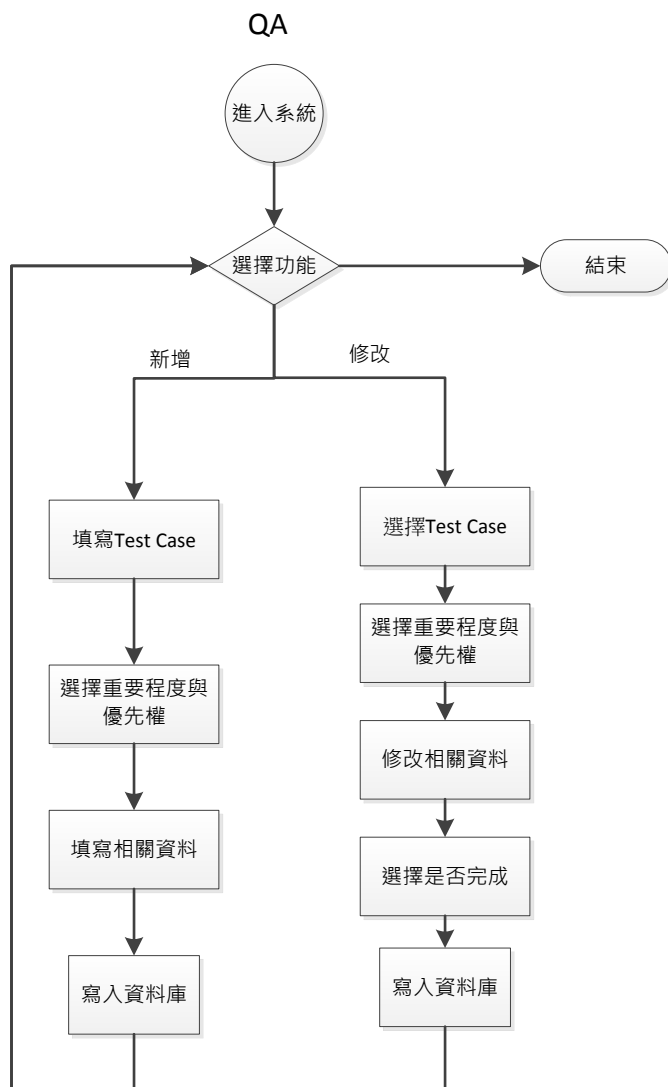 QA
進入系統
選擇功能
結束
新增
修改
填寫Test Case
選擇重要程度與
優先權
填寫相關資料
寫入資料庫
選擇Test Case
選擇重要程度與
優先權
修改相關資料
選擇是否完成
寫入資料庫